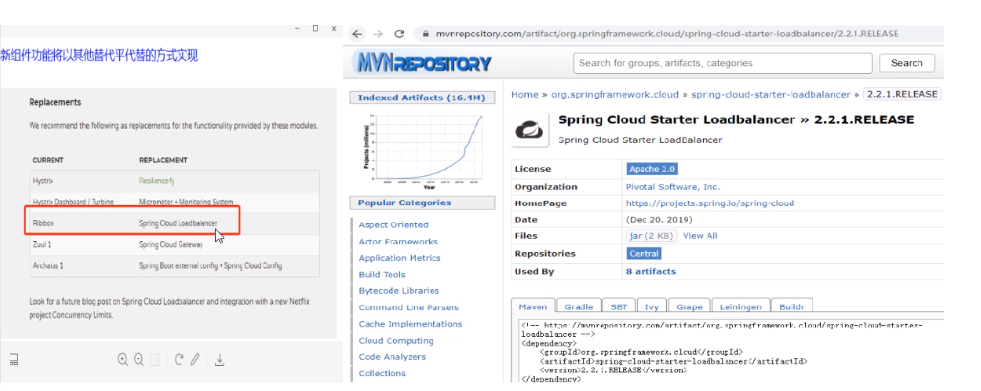 新组件功能将以其他替代平代替的方式实现
Replacements
We recommend the following as replacements for the functionality provided by these modules.
CURRENT REPLACEMENT
Hystrix Resilience4j
Hystrix Dashboard / Turbine Micrometer + Monitoring System
Ribbon Spring Cloud Loadbalancer
Zuul 1 Spring Cloud Gateway
Archaius 1 Spring Boot external config + Spring Cloud Config
Look for a future blog post on Spring Cloud Loadbalancer and integration with a new Netflix
project Concurrency Limits.
mvnrepository.com/artifact/org.springframework.cloud/spring-cloud-starter-loadbalancer/2.2.1.RELEASE
MVNREPOSITORY
Search for groups, artifacts, categories
Search
Indexed Artifacts (16.4M)
Projects (millions)
Year
Popular Categories
Aspect Oriented
Actor Frameworks
Application Metrics
Build Tools
Bytecode Libraries
Command Line Parsers
Cache Implementations
Cloud Computing
Code Analyzers
Collections
Home » org.springframework.cloud » spring-cloud-starter-loadbalancer » 2.2.1.RELEASE
Spring Cloud Starter Loadbalancer » 2.2.1.RELEASE
Spring Cloud Starter LoadBalancer
License Apache 2.0
Organization Pivotal Software, Inc.
HomePage https://projects.spring.io/spring-cloud
Date (Dec 20, 2019)
Files jar (2 KB) View All
Repositories Central
Used By 8 artifacts
Maven Gradle SBT Ivy Grape Leiningen Buildr
<!-- https://mvnrepository.com/artifact/org.springframework.cloud/spring-cloud-starter-
loadbalancer -->
<dependency>
<groupId>org.springframework.cloud</groupId>
<artifactId>spring-cloud-starter-loadbalancer</artifactId>
<version>2.2.1.RELEASE</version>
</dependency>